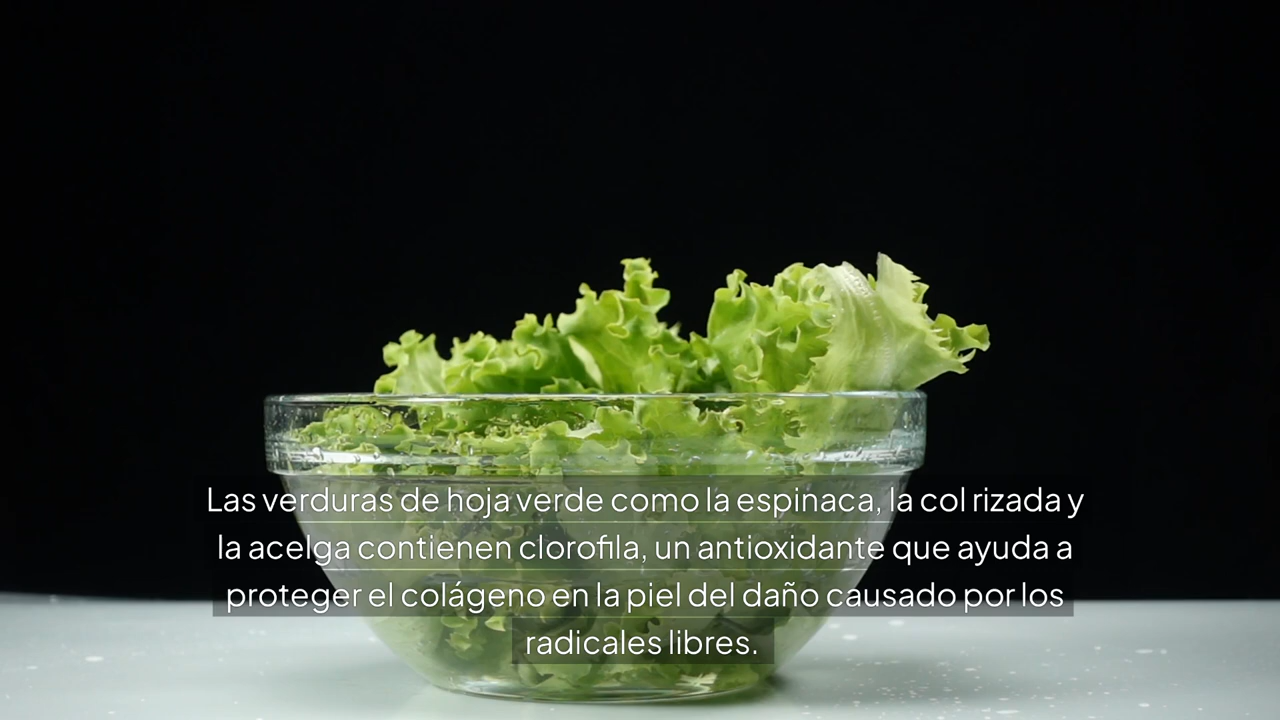 Las verduras de hoja verde como la espinaca, la col rizada y
la acelga contienen clorofila, un antioxidante que ayuda a
proteger el colágeno en la piel del daño causado por los
radicales libres.